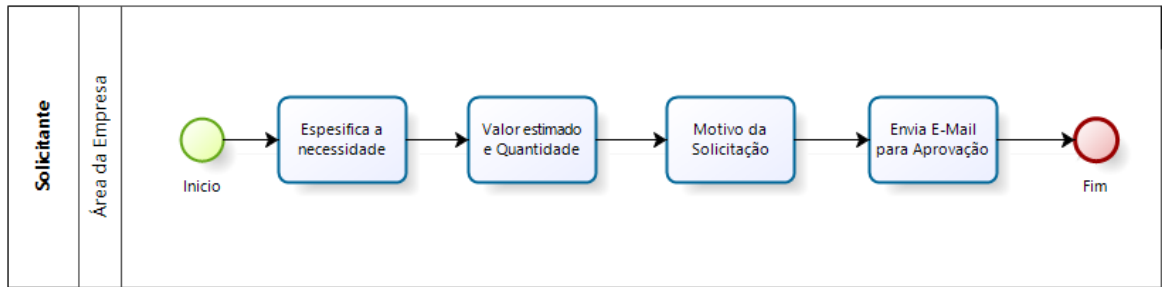 Solicitante
Área da Empresa
Inicio
Espesifica a
necessidade
Valor estimado
e Quantidade
Motivo da
Solicitação
Envia E-Mail
para Aprovação
Fim